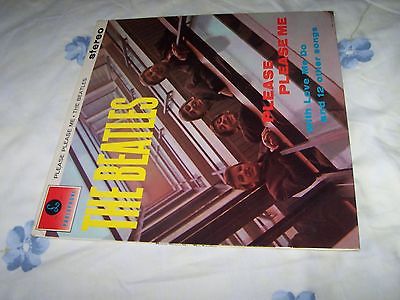 stereo
PLEASE PLEASE ME · THE BEATLES
PARLOPHONE
THE BEATLES
PLEASE
PLEASE ME
with Love Me Do
and 12 other songs